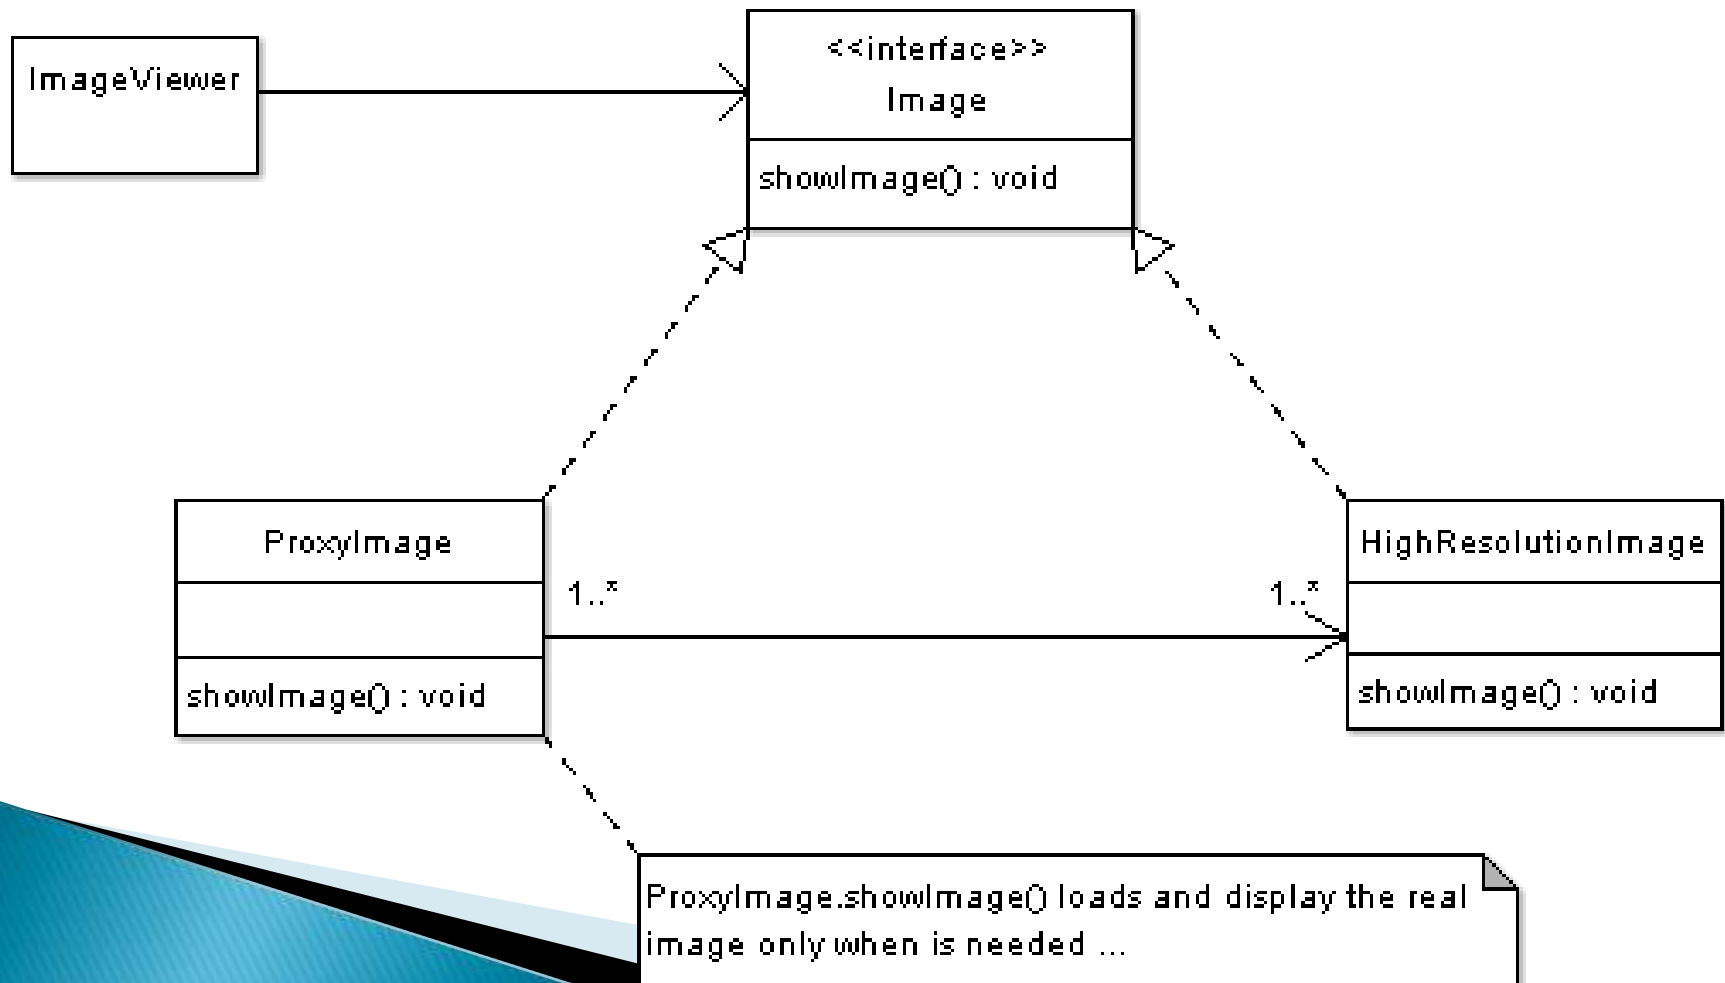 ImageViewer
<<interface>>
Image
showImage() : void
ProxyImage
1..*
1..*
HighResolutionImage
showImage() : void
showImage() : void
ProxyImage.showImage() loads and display the real
image only when is needed ...